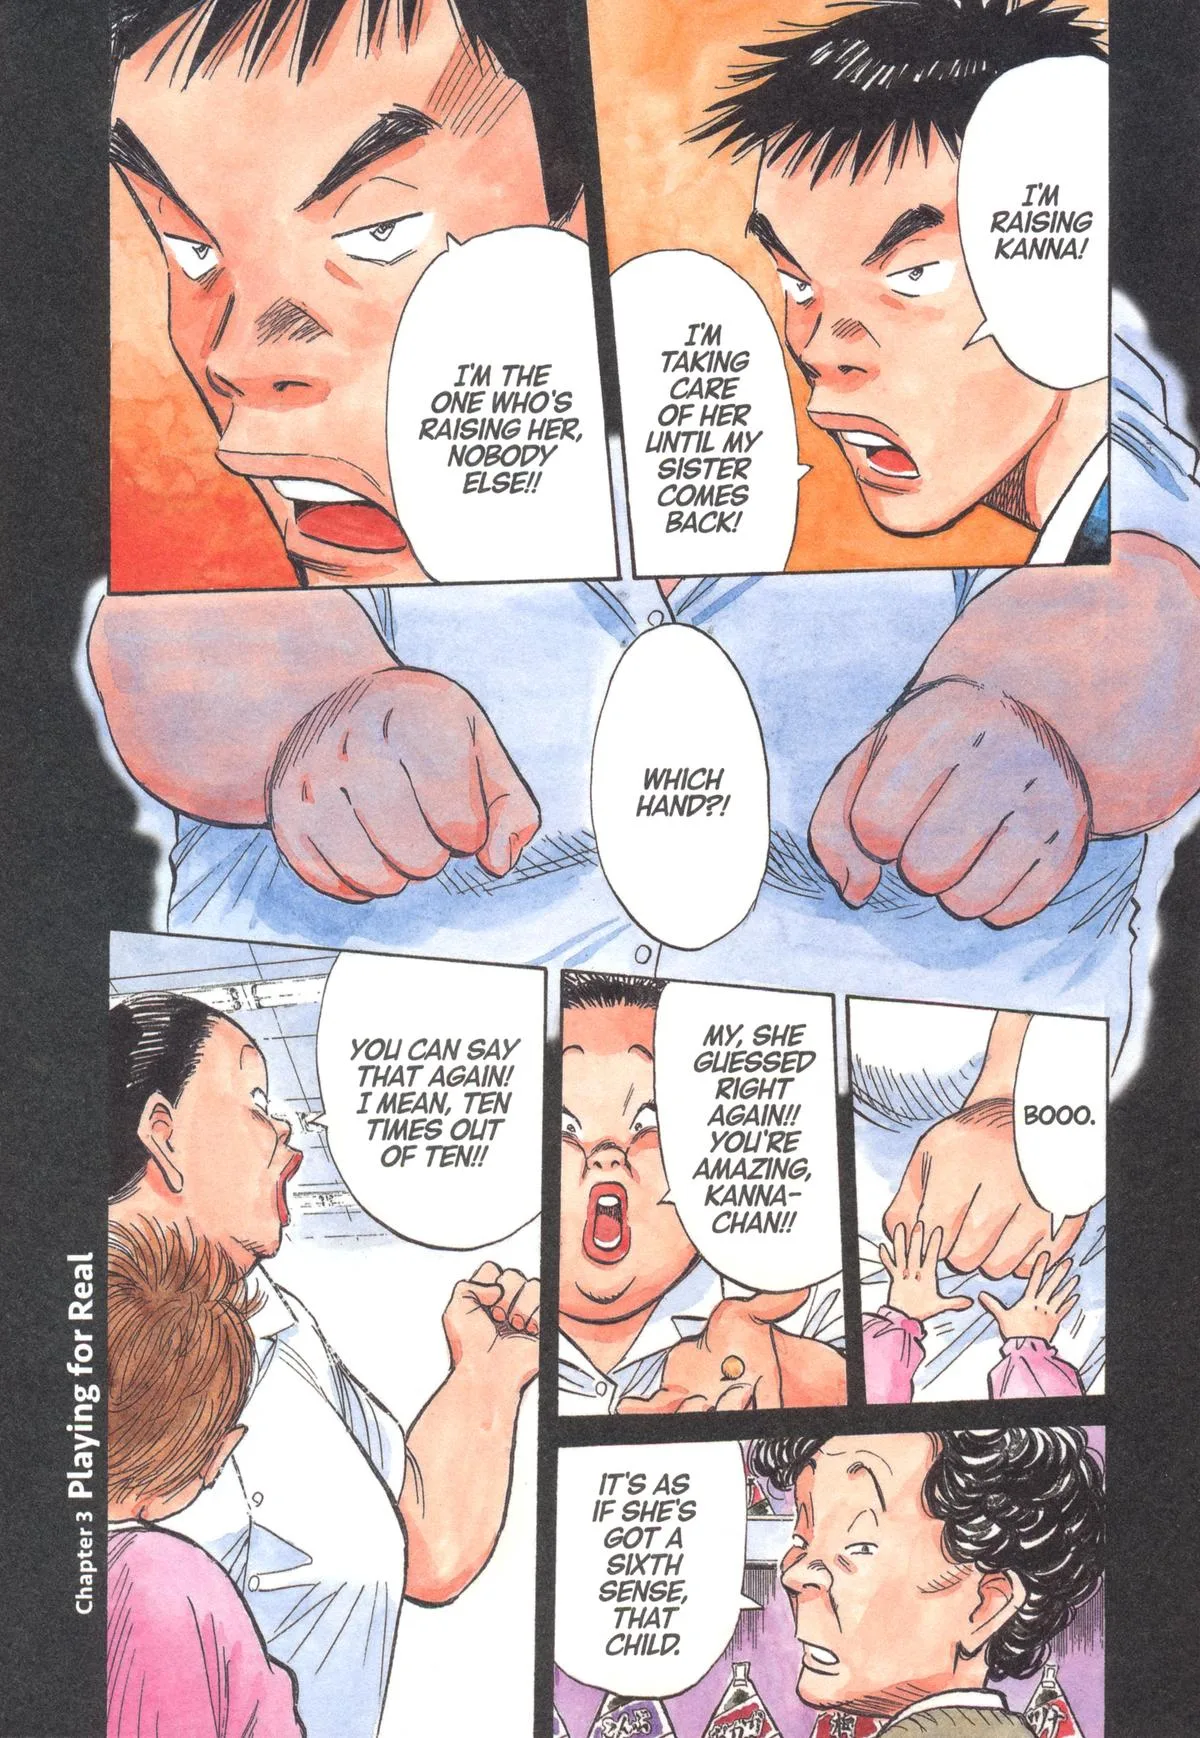 I'M
RAISING
KANNA!
I'M
TAKING
CARE
OF HER
UNTIL MY
SISTER
COMES
BACK!
I'M THE
ONE WHO'S
RAISING HER,
NOBODY
ELSE!!
WHICH
HAND?!
BOOO.
MY, SHE
GUESSED
RIGHT
AGAIN!!
YOU'RE
AMAZING,
KANNA-
CHAN!!
YOU CAN SAY
THAT AGAIN!
I MEAN, TEN
TIMES OUT
OF TEN!!
IT'S AS
IF SHE'S
GOT A
SIXTH
SENSE,
THAT
CHILD.
Chapter 3 Playing for Real